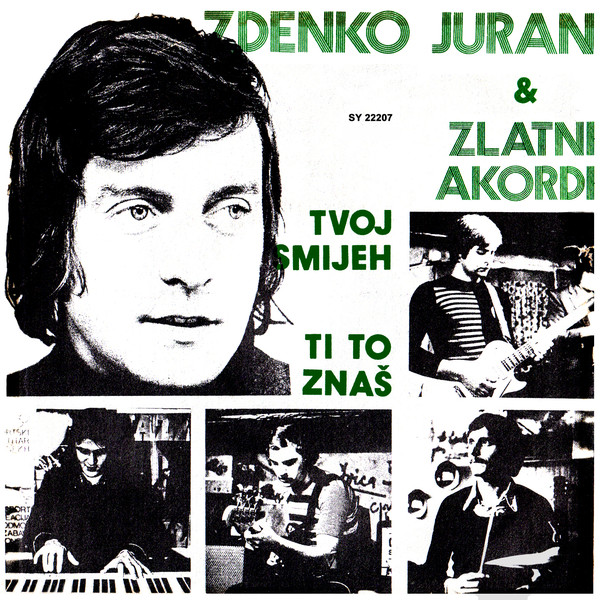 ZDENKO JURAN
&
ZLATNI
AKORDI
SY 22207
TVOJ
SMIJEH
TI TO
ZNAŠ